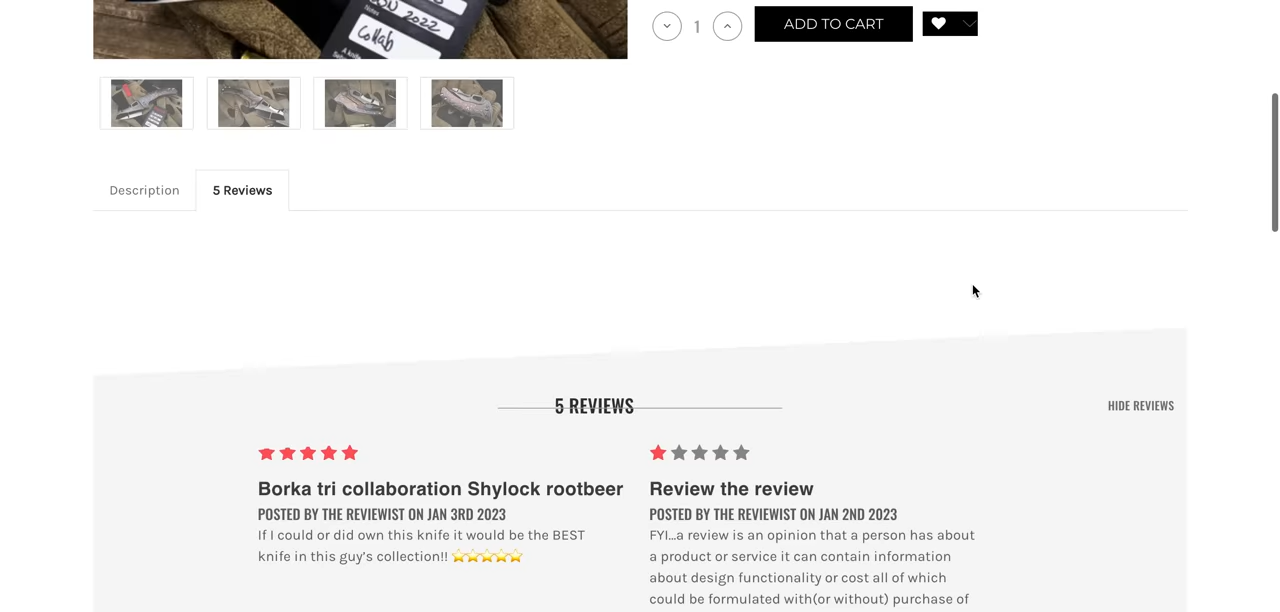 2022
Notes
Collab
1
ADD TO CART
Description
5 Reviews
5 REVIEWS
HIDE REVIEWS
Borka tri collaboration Shylock rootbeer
POSTED BY THE REVIEWIST ON JAN 3RD 2023
If I could or did own this knife it would be the BEST
knife in this guy’s collection!! ⭐⭐⭐⭐⭐
Review the review
POSTED BY THE REVIEWIST ON JAN 2ND 2023
FYI...a review is an opinion that a person has about
a product or service it can contain information
about design functionality or cost all of which
could be formulated with(or without) purchase of